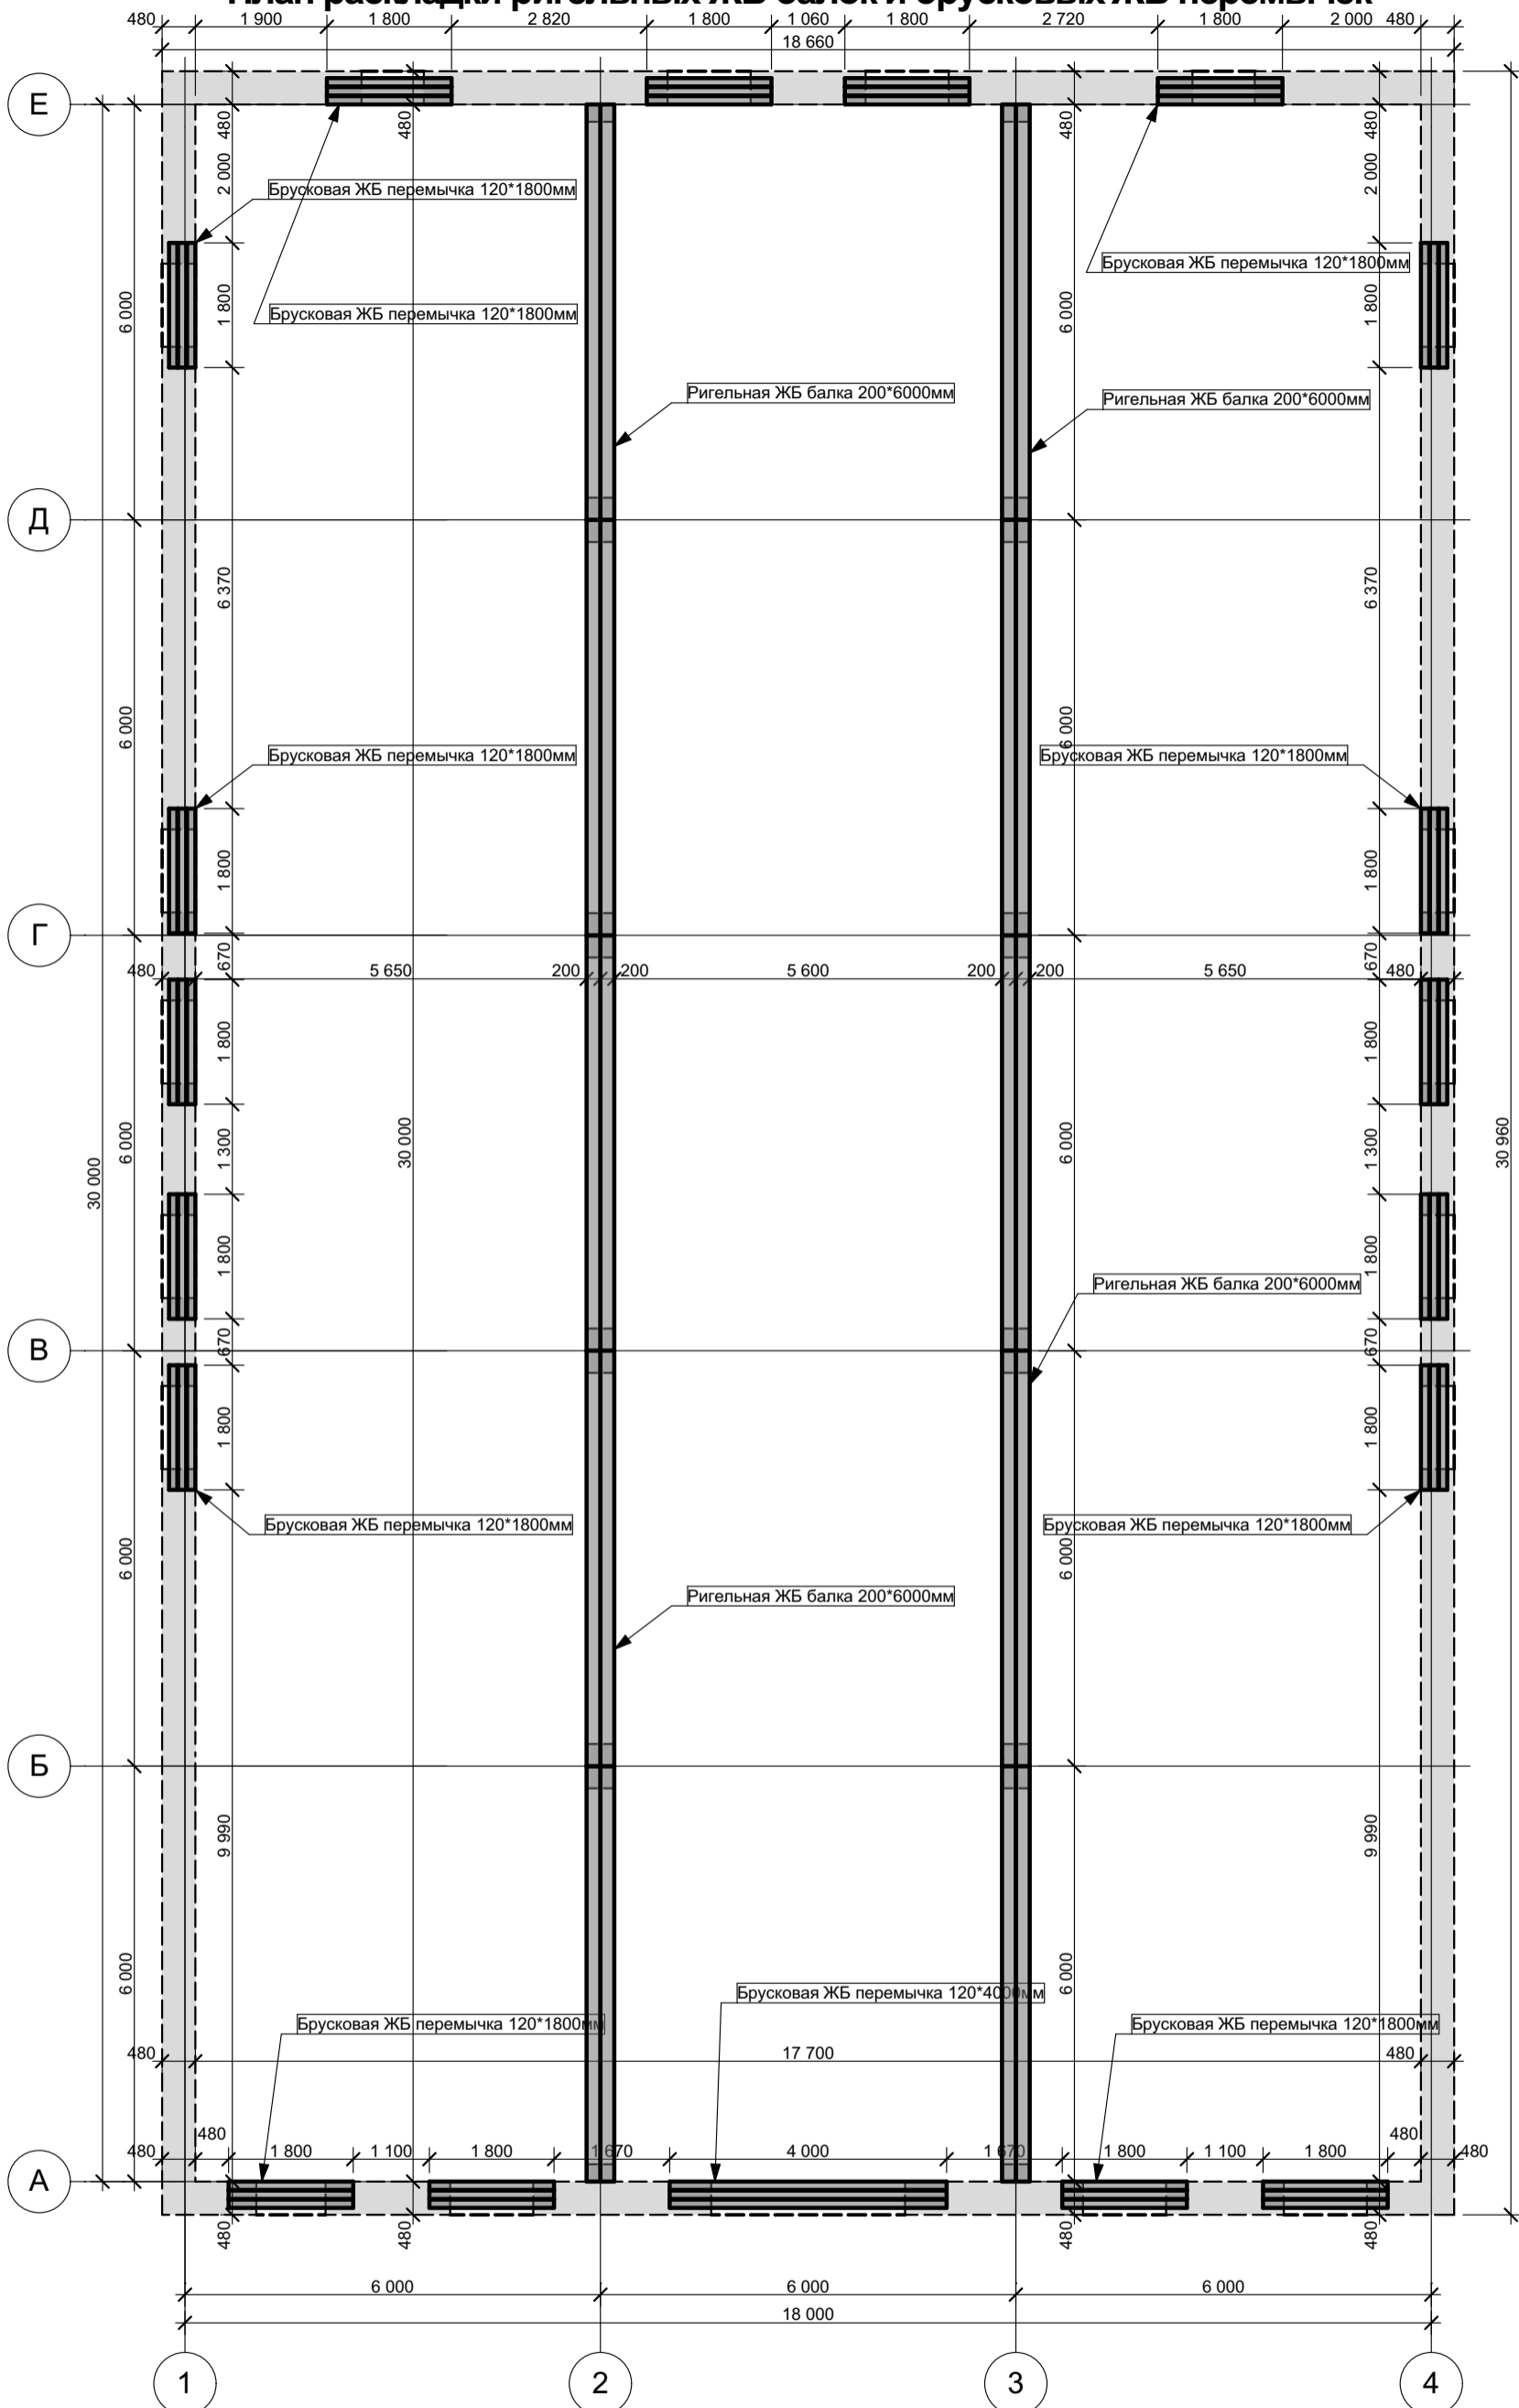 План раскладки ригельных ЖБ балок и брусковых ЖБ перемычек
480 1 900 1 800 2 820 1 800 1 060 1 800 2 720 1 800 2 000 480
18 660
Е
480 480 480 480
2 000 2 000
Брусковая ЖБ перемычка 120*1800мм
Брусковая ЖБ перемычка 120*1800мм
6 000 1 800 6 000 1 800
Брусковая ЖБ перемычка 120*1800мм
Ригельная ЖБ балка 200*6000мм
Ригельная ЖБ балка 200*6000мм
Д
6 370 6 370
6 000 6 000
Брусковая ЖБ перемычка 120*1800мм
Брусковая ЖБ перемычка 120*1800мм
1 800 1 800
Г
670 670
480 5 650 200 200 5 600 200 200 5 650 480
1 800 1 800
30 000 6 000 1 300 30 000 6 000 1 300 30 960
1 800 1 800
Ригельная ЖБ балка 200*6000мм
В
670 670
1 800 1 800
Брусковая ЖБ перемычка 120*1800мм
Брусковая ЖБ перемычка 120*1800мм
6 000 6 000
Ригельная ЖБ балка 200*6000мм
Б
9 990 9 990
6 000 6 000
Брусковая ЖБ перемычка 120*4000мм
Брусковая ЖБ перемычка 120*1800мм
Брусковая ЖБ перемычка 120*1800мм
480 17 700 480
480 480
480 1 800 1 100 1 800 1 670 4 000 1 670 1 800 1 100 1 800 480
А
480 480 480 480
6 000 6 000 6 000
18 000
1 2 3 4